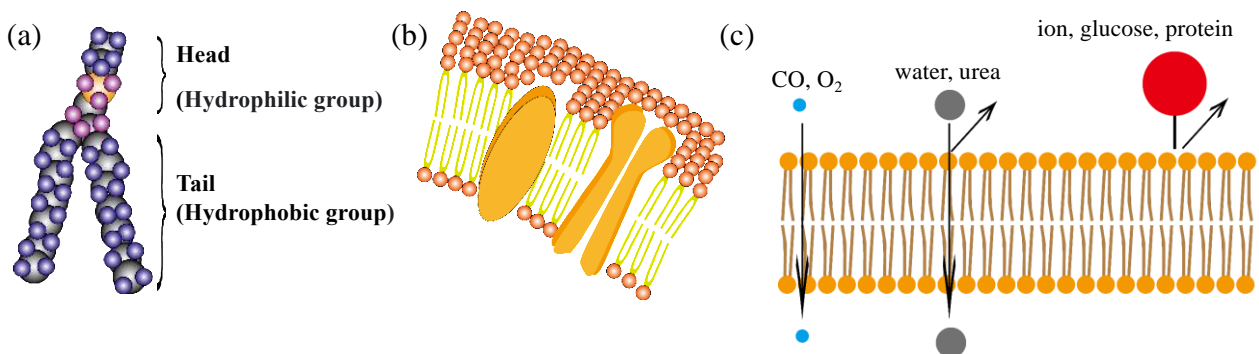 (a)
Head
(Hydrophilic group)
Tail
(Hydrophobic group)
(b)
(c)
CO, O₂
water, urea
ion, glucose, protein